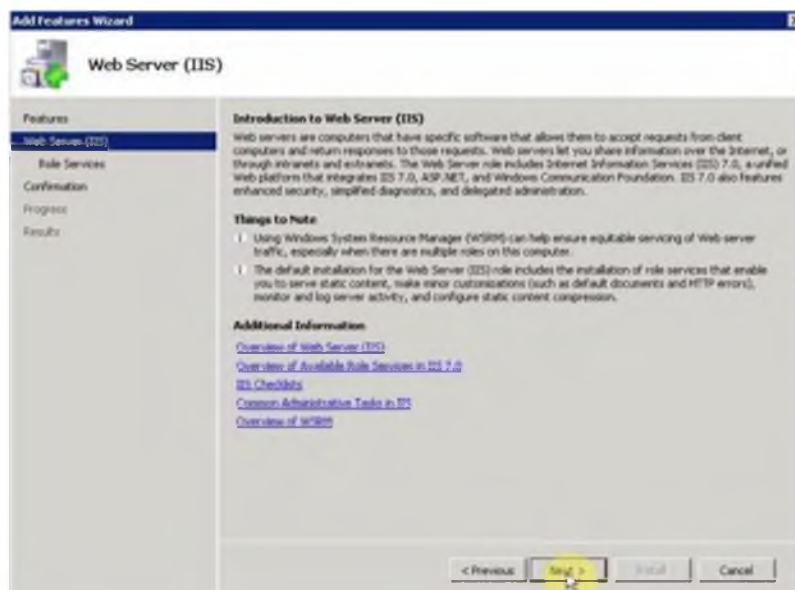 Add Features Wizard
Web Server (IIS)
Features
Web Server (IIS)
Role Services
Confirmation
Progress
Results
Introduction to Web Server (IIS)
Web servers are computers that have specific software that allows them to accept requests from client
computers and return responses to those requests. Web servers let you share information over the Internet, or
through intranets and extranets. The Web Server role includes Internet Information Services (IIS) 7.0, a unified
Web platform that integrates IIS 7.0, ASP.NET, and Windows Communication Foundation. IIS 7.0 also features
enhanced security, simplified diagnostics, and delegated administration.
Things to Note
Using Windows System Resource Manager (WSRM) can help ensure equitable servicing of Web server
traffic, especially when there are multiple roles on this computer.
The default installation for the Web Server (IIS) role includes the installation of role services that enable
you to serve static content, make minor customizations (such as default documents and HTTP errors),
monitor and log server activity, and configure static content compression.
Additional Information
Overview of Web Server (IIS)
Overview of Available Role Services in IIS 7.0
IIS Checklists
Common Administrative Tasks in IIS
Overview of WSRM
< Previous
Next >
Install
Cancel